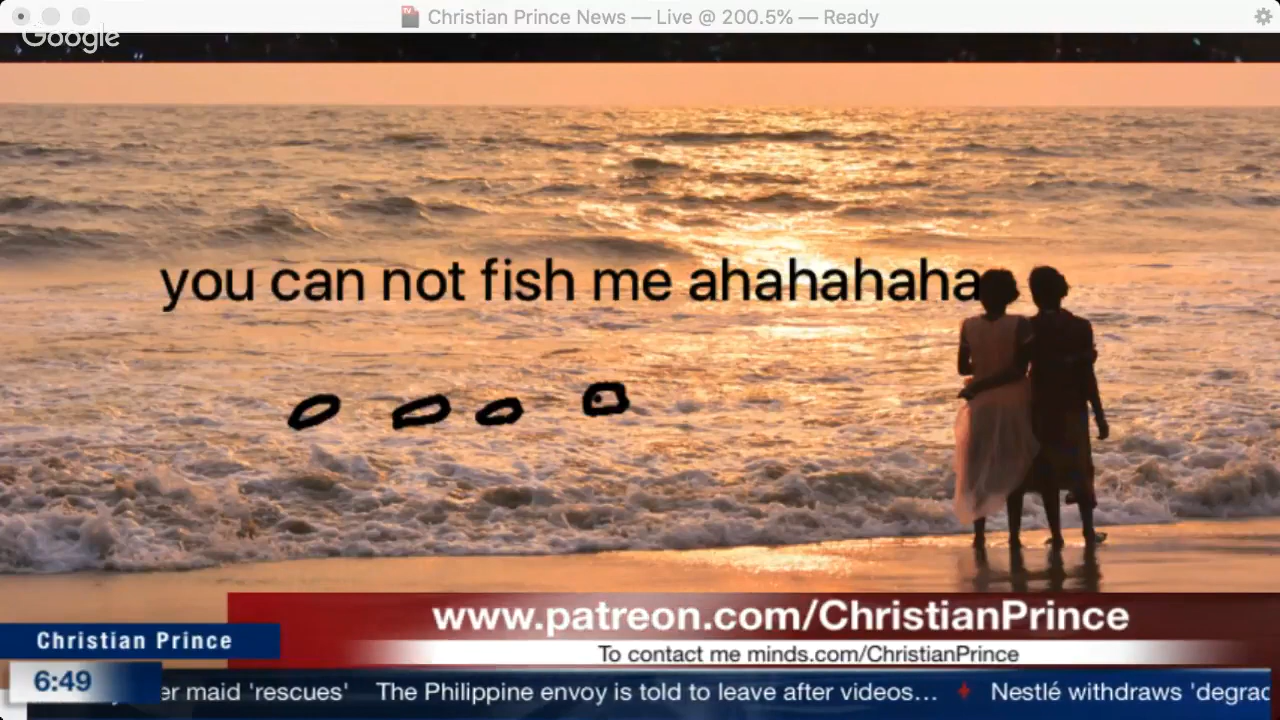 Christian Prince News — Live @ 200.5% — Ready
Google
you can not fish me ahahahaha
www.patreon.com/ChristianPrince
Christian Prince
To contact me minds.com/ChristianPrince
6:49
er maid 'rescues' The Philippine envoy is told to leave after videos... Nestlé withdraws 'degrad